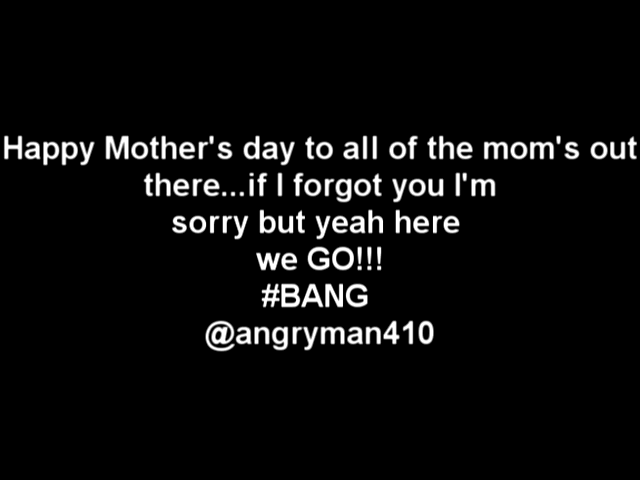 Happy Mother's day to all of the mom's out
there...if I forgot you I'm
sorry but yeah here
we GO!!!
#BANG
@angryman410